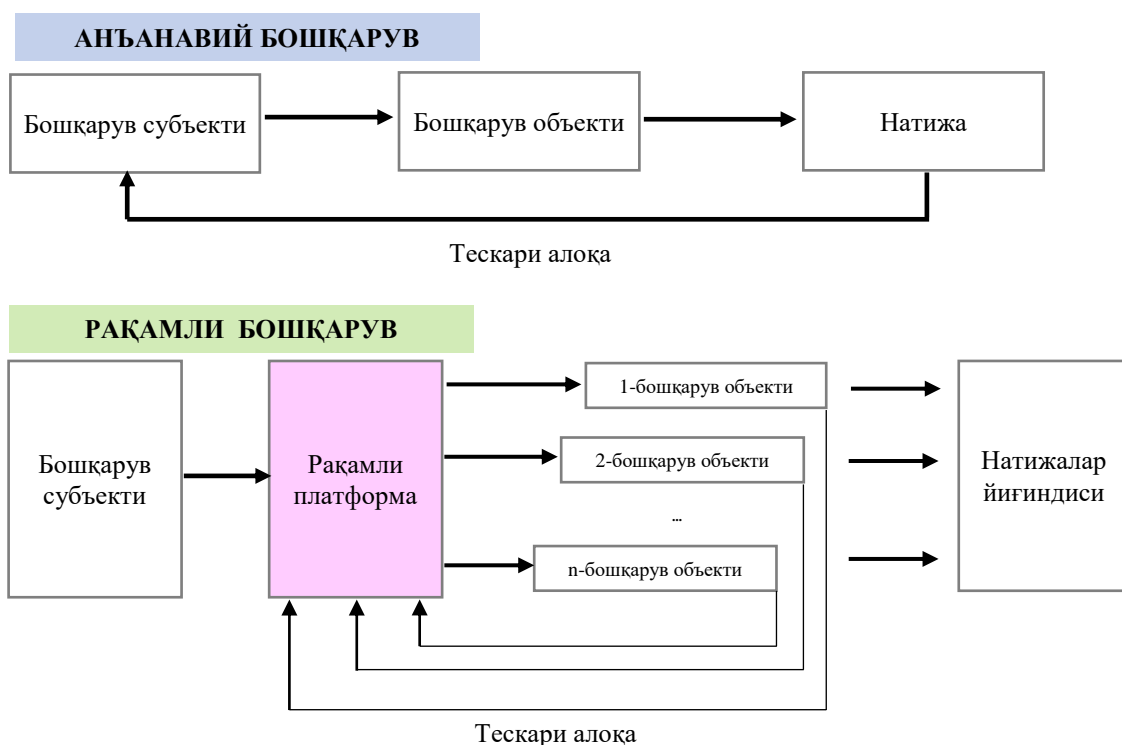 АНЪАНАВИЙ БОШҚАРУВ
Бошқарув субъекти
Бошқарув объекти
Натижа
Тескари алоқа
РАҚАМЛИ БОШҚАРУВ
Бошқарув
субъекти
Рақамли
платформа
1-бошқарув объекти
2-бошқарув объекти
...
n-бошқарув объекти
Натижалар
йиғиндиси
Тескари алоқа